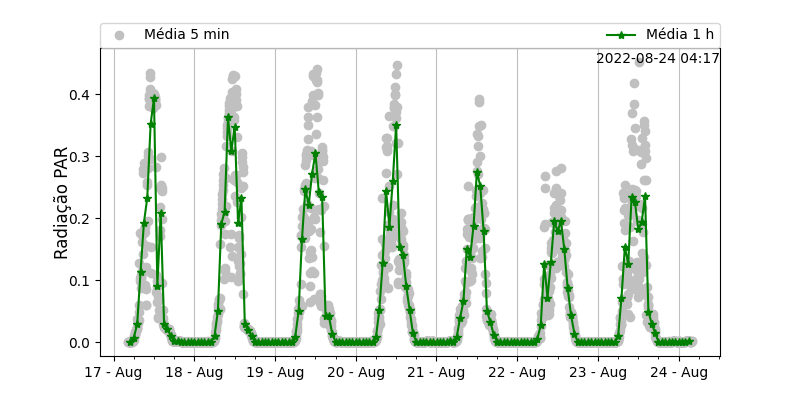 Média 5 min
Média 1 h
2022-08-24 04:17
Radiação PAR
0.4
0.3
0.2
0.1
0.0
17 - Aug
18 - Aug
19 - Aug
20 - Aug
21 - Aug
22 - Aug
23 - Aug
24 - Aug